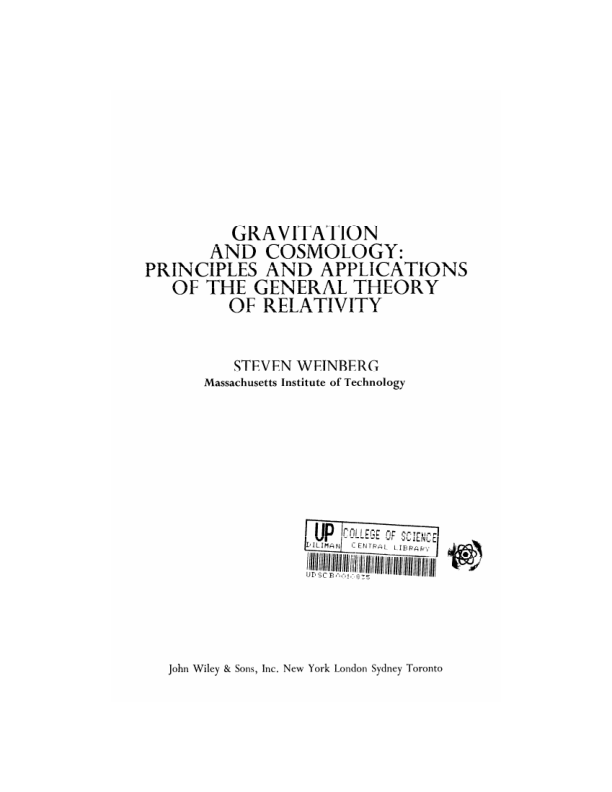 GRAVITATION
AND COSMOLOGY:
PRINCIPLES AND APPLICATIONS
OF THE GENERAL THEORY
OF RELATIVITY
STEVEN WEINBERG
Massachusetts Institute of Technology
UP COLLEGE OF SCIENCE
DILIMAN CENTRAL LIBRARY
John Wiley & Sons, Inc. New York London Sydney Toronto